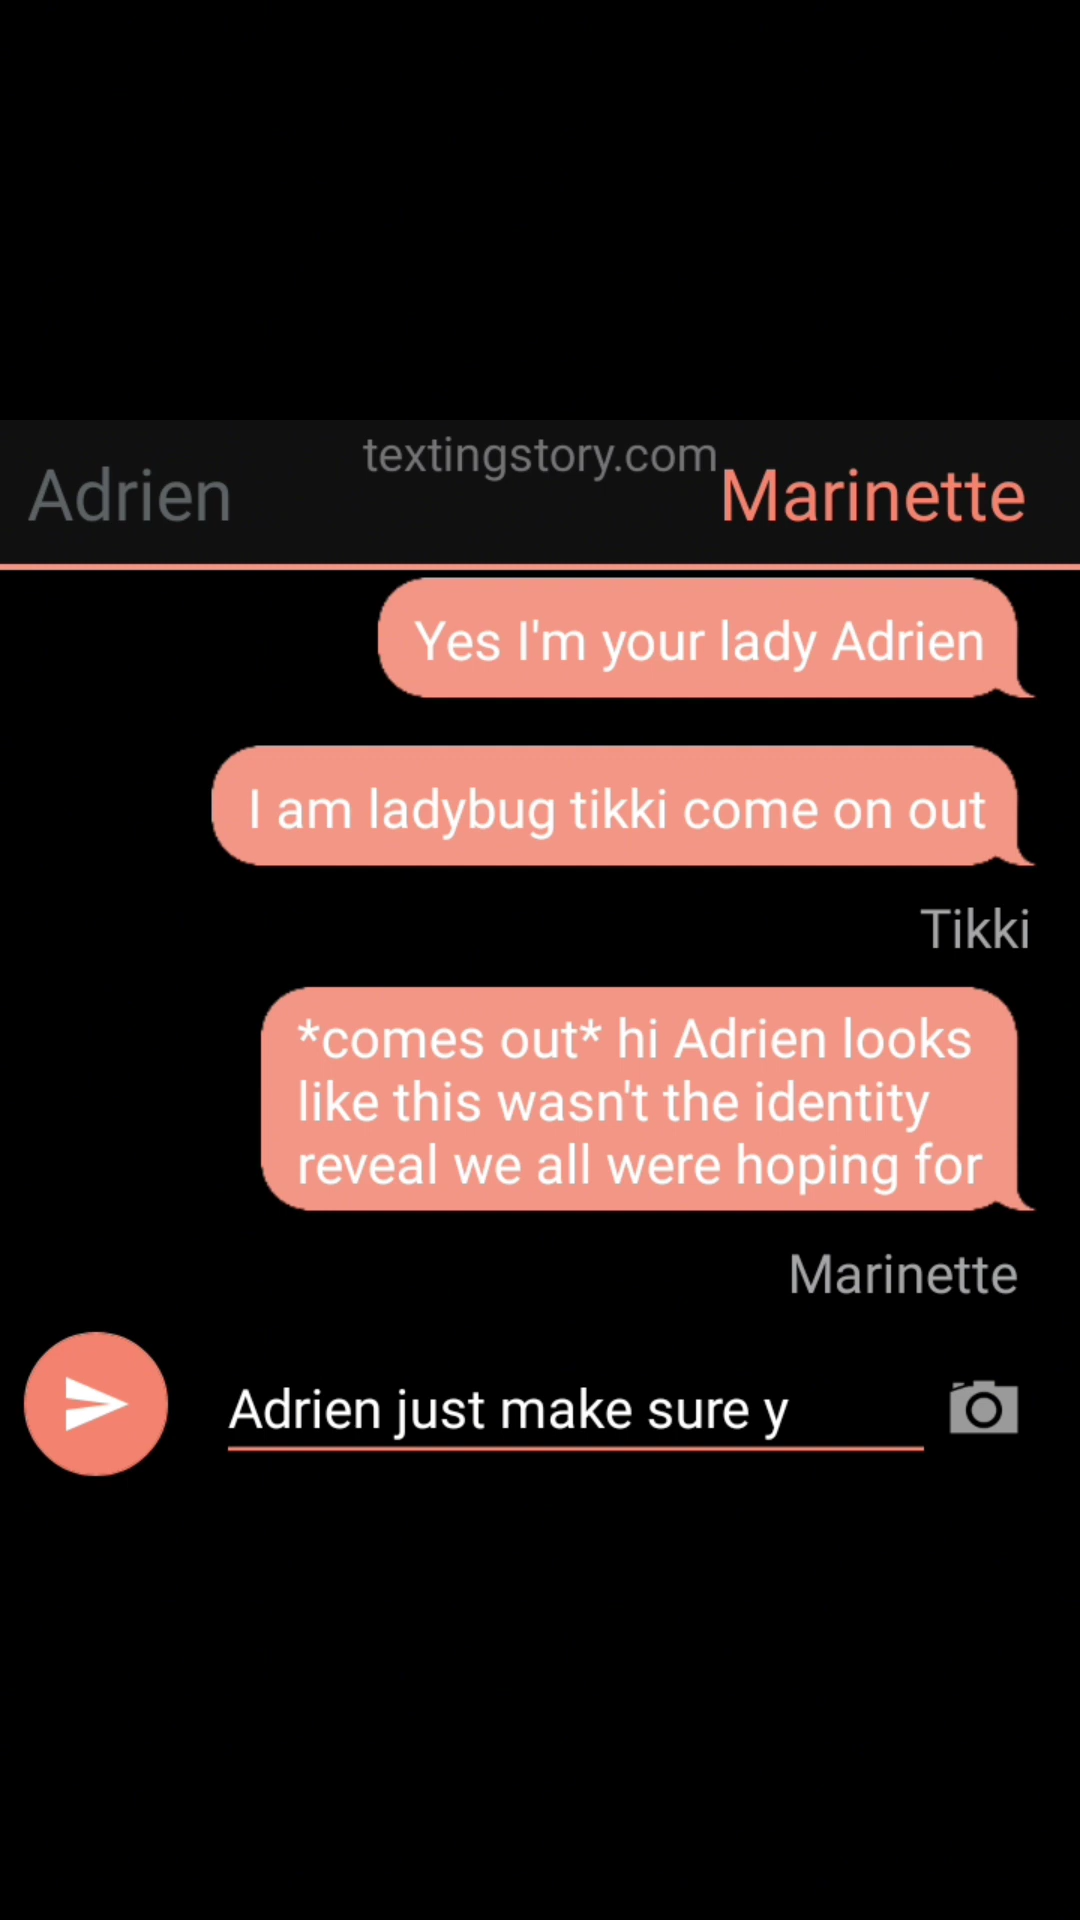 textingstory.com
Adrien
Marinette
Yes I'm your lady Adrien
I am ladybug tikki come on out
Tikki
*comes out* hi Adrien looks
like this wasn't the identity
reveal we all were hoping for
Marinette
Adrien just make sure y